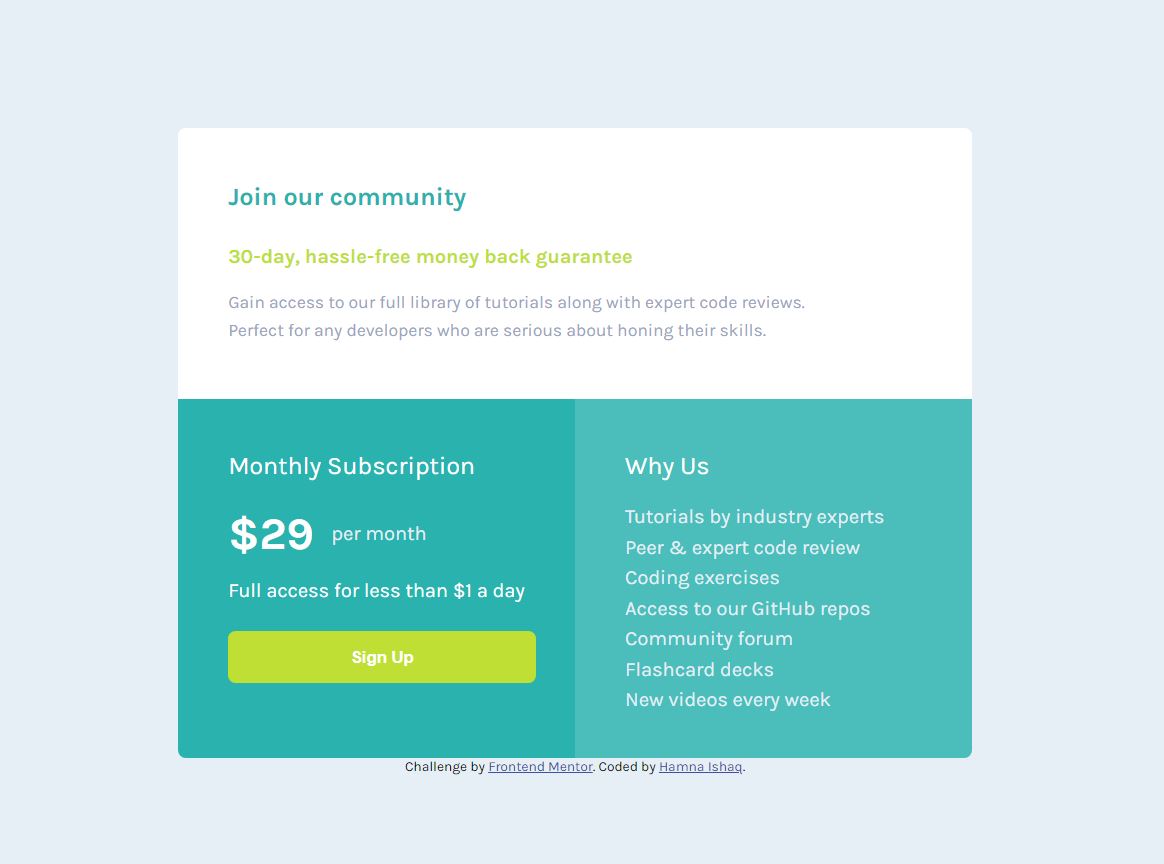 Join our community
30-day, hassle-free money back guarantee
Gain access to our full library of tutorials along with expert code reviews.
Perfect for any developers who are serious about honing their skills.
Monthly Subscription
$29 per month
Full access for less than $1 a day
Sign Up
Why Us
Tutorials by industry experts
Peer & expert code review
Coding exercises
Access to our GitHub repos
Community forum
Flashcard decks
New videos every week
Challenge by Frontend Mentor. Coded by Hamna Ishaq.